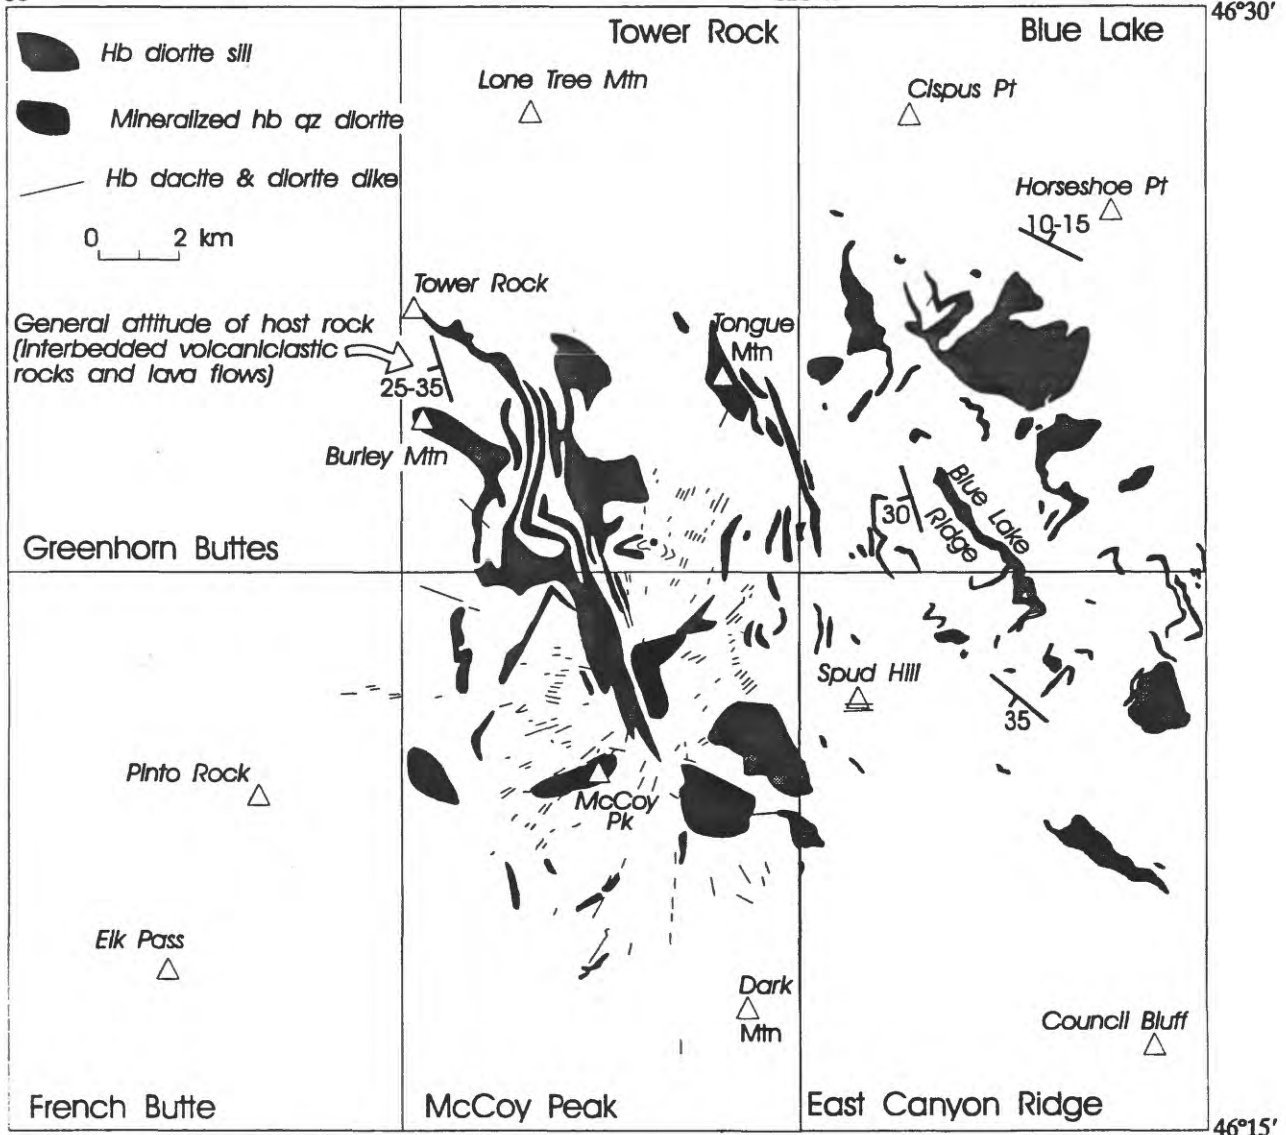 46°30'
Tower Rock
Blue Lake
Hb diorite sill
Lone Tree Mtn
Cispus Pt
Mineralized hb qz diorite
Hb dacite & diorite dike
Horseshoe Pt
10-15
0 2 km
Tower Rock
General attitude of host rock
(interbedded volcaniclastic
rocks and lava flows)
25-35
Tongue
Mtn
Burley Mtn
Blue Lake
Ridge
30
Greenhorn Buttes
Spud Hill
35
Pinto Rock
McCoy
Pk
Elk Pass
Dark
Mtn
Council Bluff
French Butte
McCoy Peak
East Canyon Ridge
46°15'